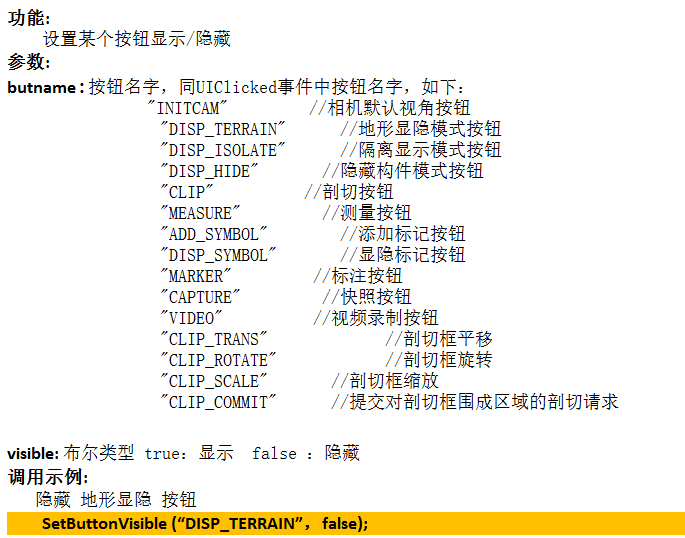 功能:
设置某个按钮显示/隐藏
参数:
butname : 按钮名字，同UIClicked事件中按钮名字，如下：
"INITCAM" //相机默认视角按钮
"DISP_TERRAIN" //地形显隐模式按钮
"DISP_ISOLATE" //隔离显示模式按钮
"DISP_HIDE" //隐藏构件模式按钮
"CLIP" //剖切按钮
"MEASURE" //测量按钮
"ADD_SYMBOL" //添加标记按钮
"DISP_SYMBOL" //显隐标记按钮
"MARKER" //标注按钮
"CAPTURE" //快照按钮
"VIDEO" //视频录制按钮
"CLIP_TRANS" //剖切框平移
"CLIP_ROTATE" //剖切框旋转
"CLIP_SCALE" //剖切框缩放
"CLIP_COMMIT" //提交对剖切框围成区域的剖切请求
visible: 布尔类型 true：显示 false ：隐藏
调用示例:
隐藏 地形显隐 按钮
SetButtonVisible (“DISP_TERRAIN”，false);